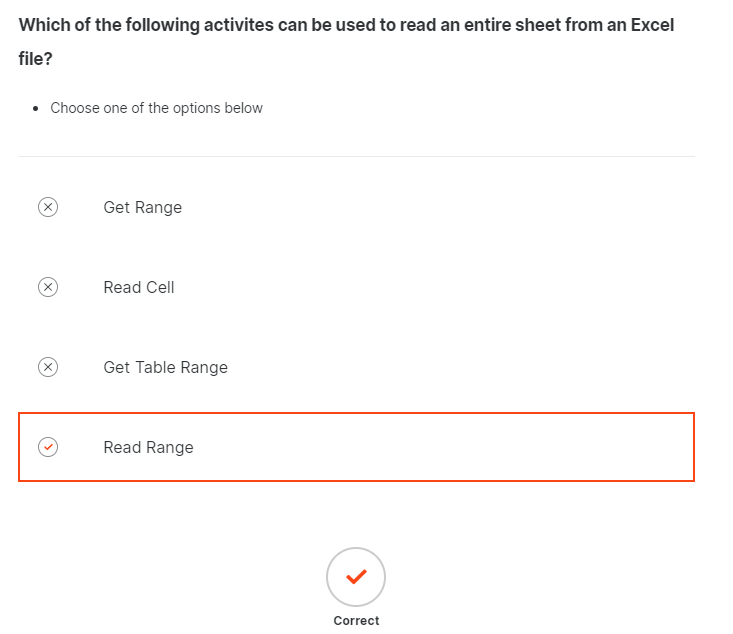 Which of the following activites can be used to read an entire sheet from an Excel
file?
• Choose one of the options below
Get Range
Read Cell
Get Table Range
Read Range
Correct